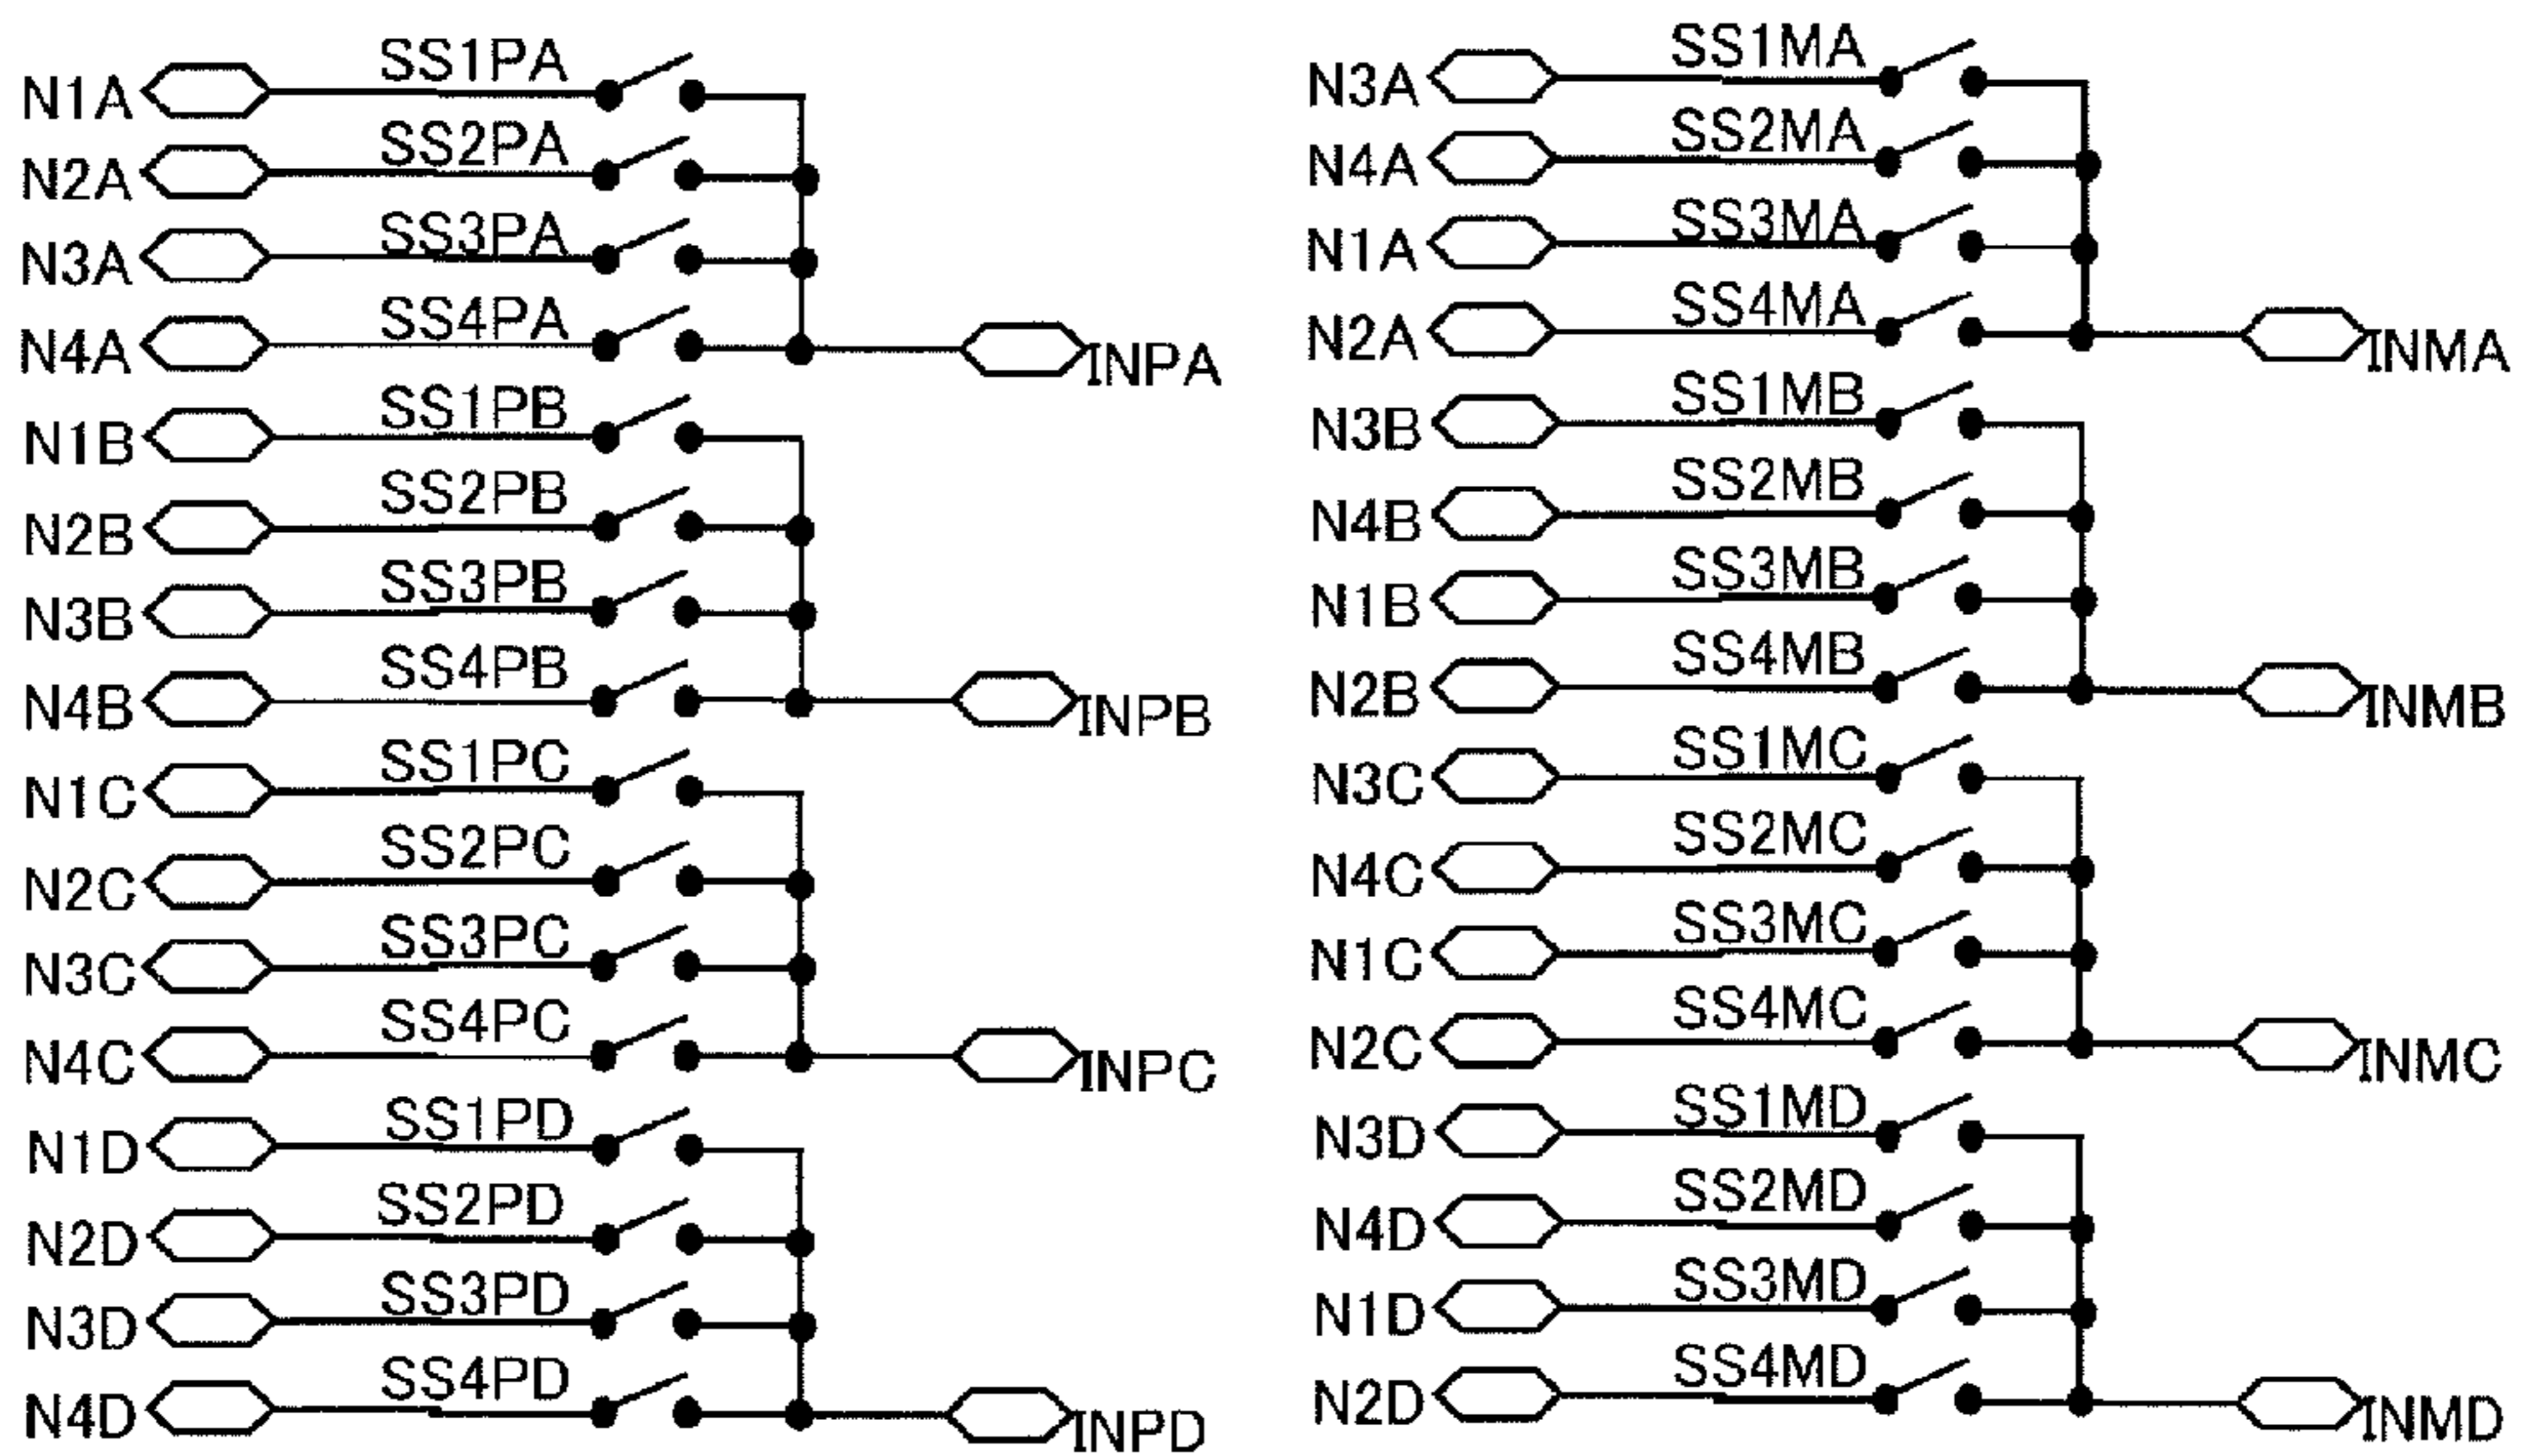 N1A SS1PA
N2A SS2PA
N3A SS3PA
N4A SS4PA INPA
N1B SS1PB
N2B SS2PB
N3B SS3PB
N4B SS4PB INPB
N1C SS1PC
N2C SS2PC
N3C SS3PC
N4C SS4PC INPC
N1D SS1PD
N2D SS2PD
N3D SS3PD
N4D SS4PD INPD
N3A SS1MA
N4A SS2MA
N1A SS3MA
N2A SS4MA INMA
N3B SS1MB
N4B SS2MB
N1B SS3MB
N2B SS4MB INMB
N3C SS1MC
N4C SS2MC
N1C SS3MC
N2C SS4MC INMC
N3D SS1MD
N4D SS2MD
N1D SS3MD
N2D SS4MD INMD